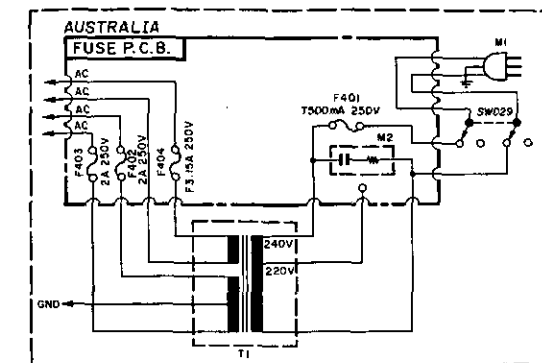 AUSTRALIA
FUSE P.C.B.
M1
AC
AC
AC
AC
F401
T500mA 250V
SW029
M2
F403
2A 250V
F402
2A 250V
F404
F3.15A 250V
240V
220V
GND
T1